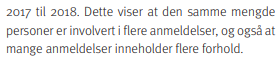 2017 til 2018. Dette viser at den samme mengde
personer er involvert i flere anmeldelser, og også at
mange anmeldelser inneholder flere forhold.